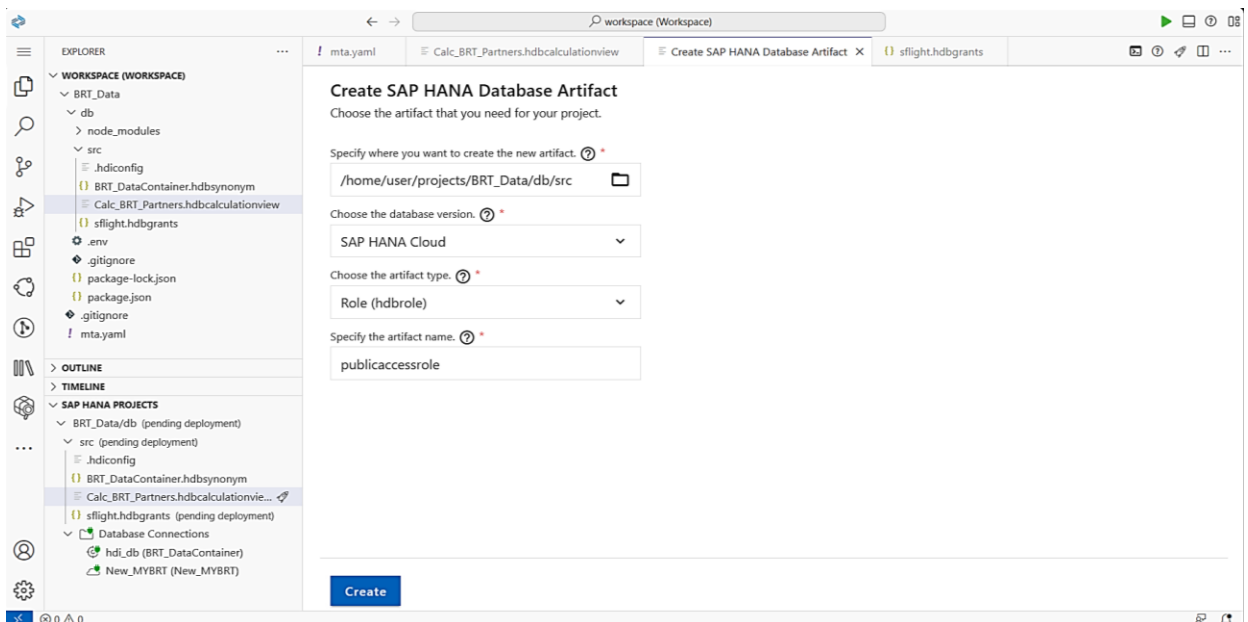 workspace (Workspace)
EXPLORER
WORKSPACE (WORKSPACE)
BRT_Data
db
node_modules
src
.hdiconfig
BRT_DataContainer.hdbsynonym
Calc_BRT_Partners.hdbcalculationview
sflight.hdbgrants
.env
.gitignore
package-lock.json
package.json
.gitignore
mta.yaml
OUTLINE
TIMELINE
SAP HANA PROJECTS
BRT_Data/db (pending deployment)
src (pending deployment)
.hdiconfig
BRT_DataContainer.hdbsynonym
Calc_BRT_Partners.hdbcalculationvie...
sflight.hdbgrants (pending deployment)
Database Connections
hdi_db (BRT_DataContainer)
New_MYBRT (New_MYBRT)
mta.yaml Calc_BRT_Partners.hdbcalculationview Create SAP HANA Database Artifact sflight.hdbgrants
Create SAP HANA Database Artifact
Choose the artifact that you need for your project.
Specify where you want to create the new artifact. *
/home/user/projects/BRT_Data/db/src
Choose the database version. *
SAP HANA Cloud
Choose the artifact type. *
Role (hdbrole)
Specify the artifact name. *
publicaccessrole
Create
0 0